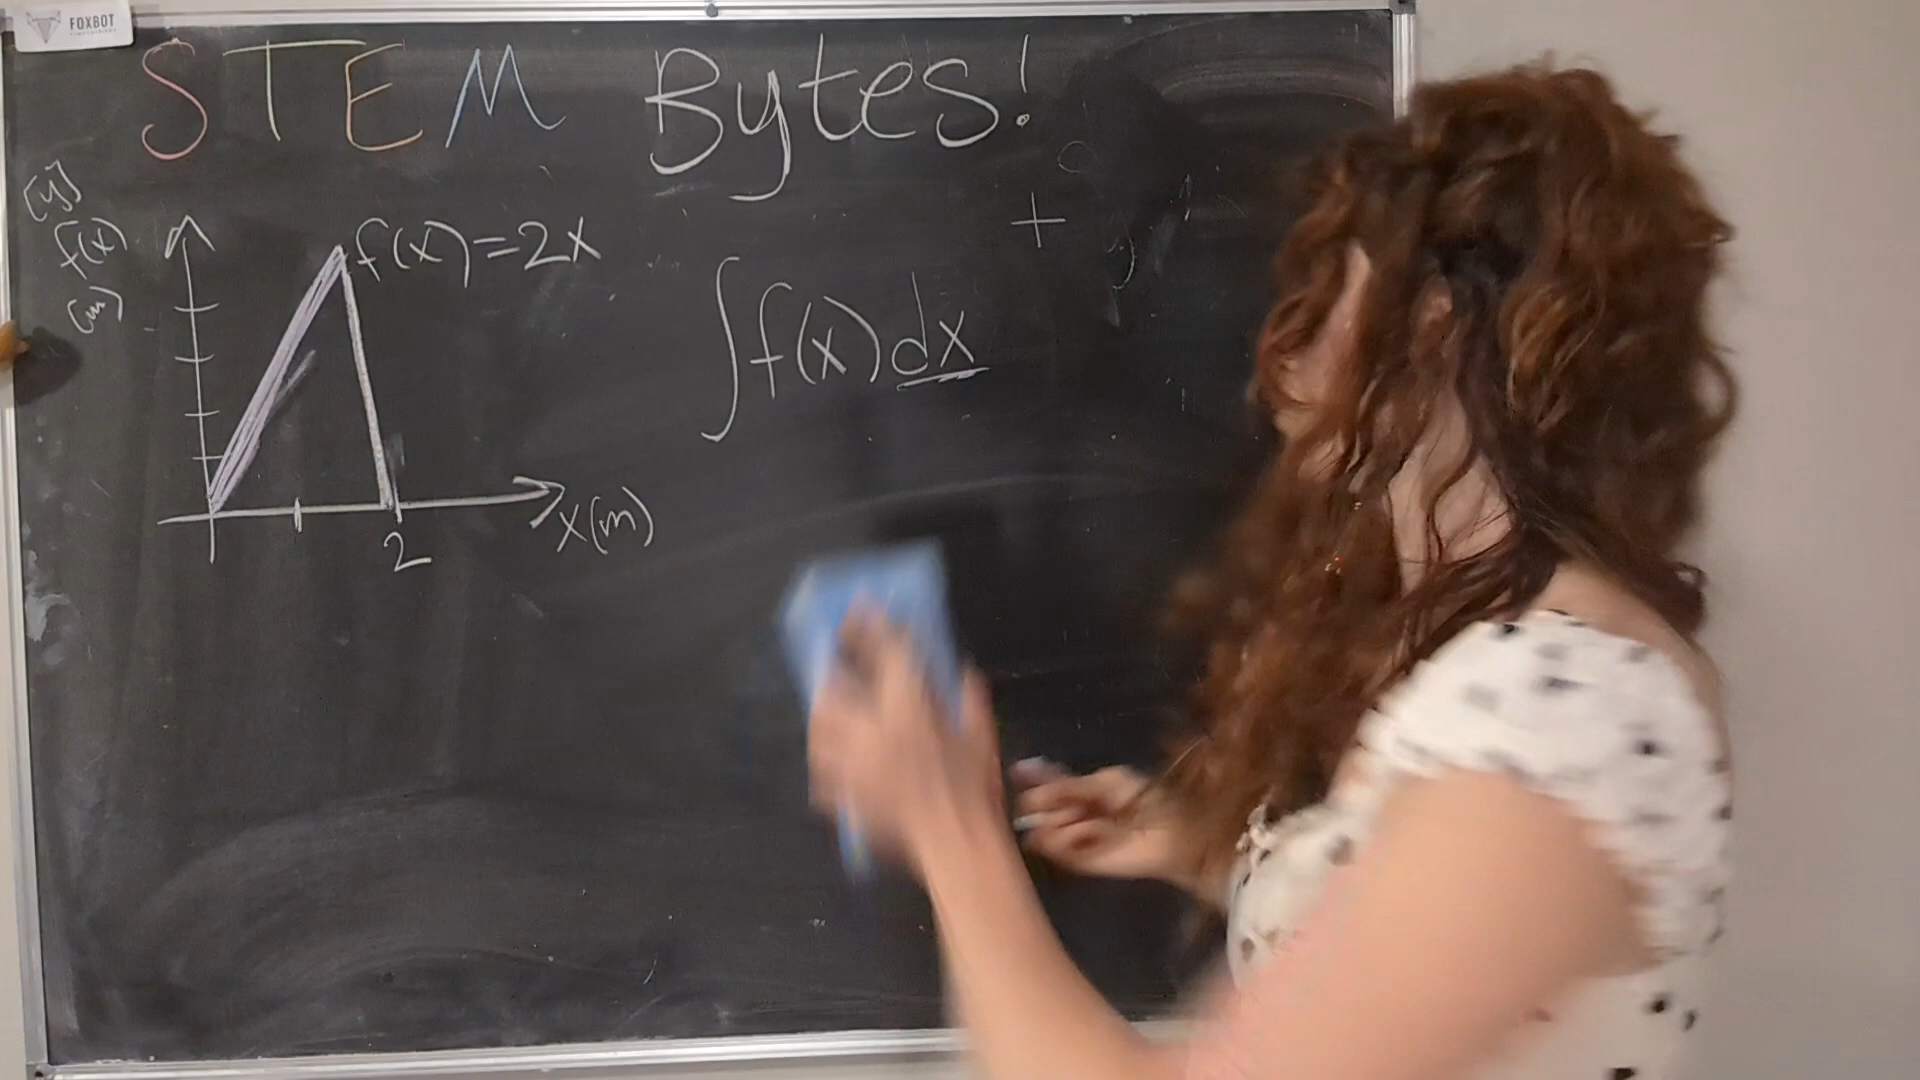 FOXBOT
STEM Bytes!
[y]
f(x)
(m)
f(x)=2x
∫f(x)dx
+
x(m)
2